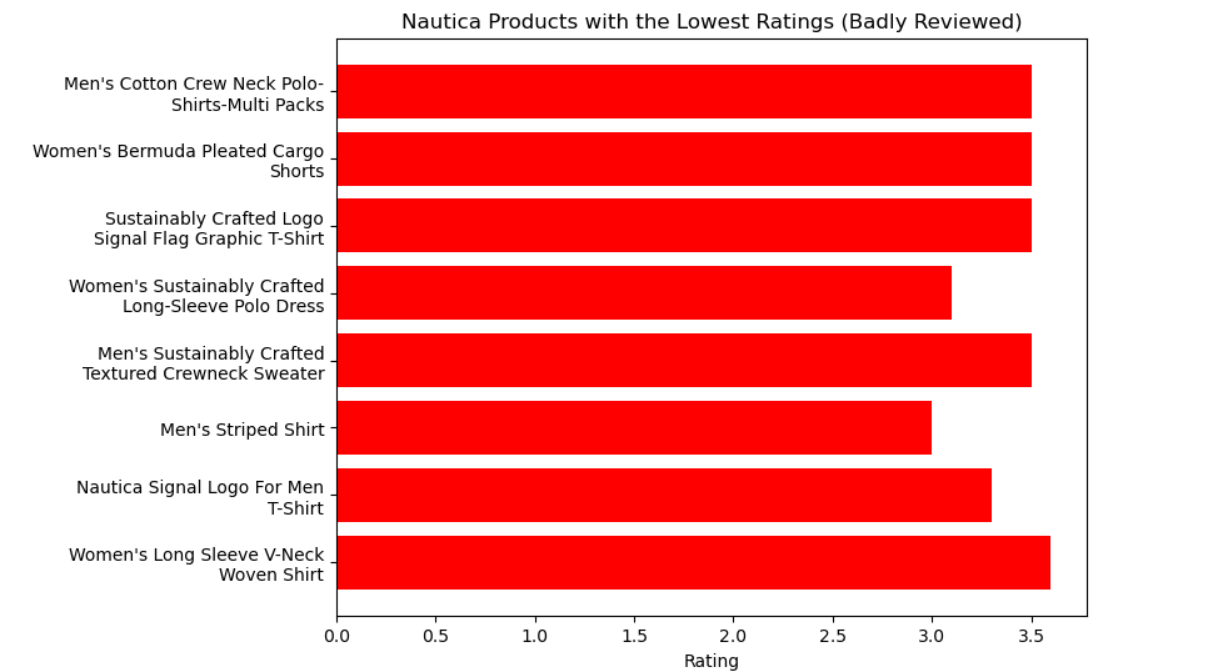 Nautica Products with the Lowest Ratings (Badly Reviewed)
Men's Cotton Crew Neck Polo-
Shirts-Multi Packs
Women's Bermuda Pleated Cargo
Shorts
Sustainably Crafted Logo
Signal Flag Graphic T-Shirt
Women's Sustainably Crafted
Long-Sleeve Polo Dress
Men's Sustainably Crafted
Textured Crewneck Sweater
Men's Striped Shirt
Nautica Signal Logo For Men
T-Shirt
Women's Long Sleeve V-Neck
Woven Shirt
0.0 0.5 1.0 1.5 2.0 2.5 3.0 3.5
Rating